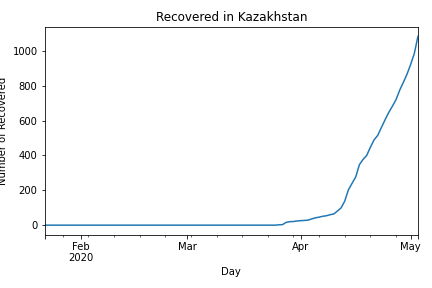 Recovered in Kazakhstan
Number of Recovered
1000
800
600
400
200
0
Feb
2020
Mar
Apr
May
Day